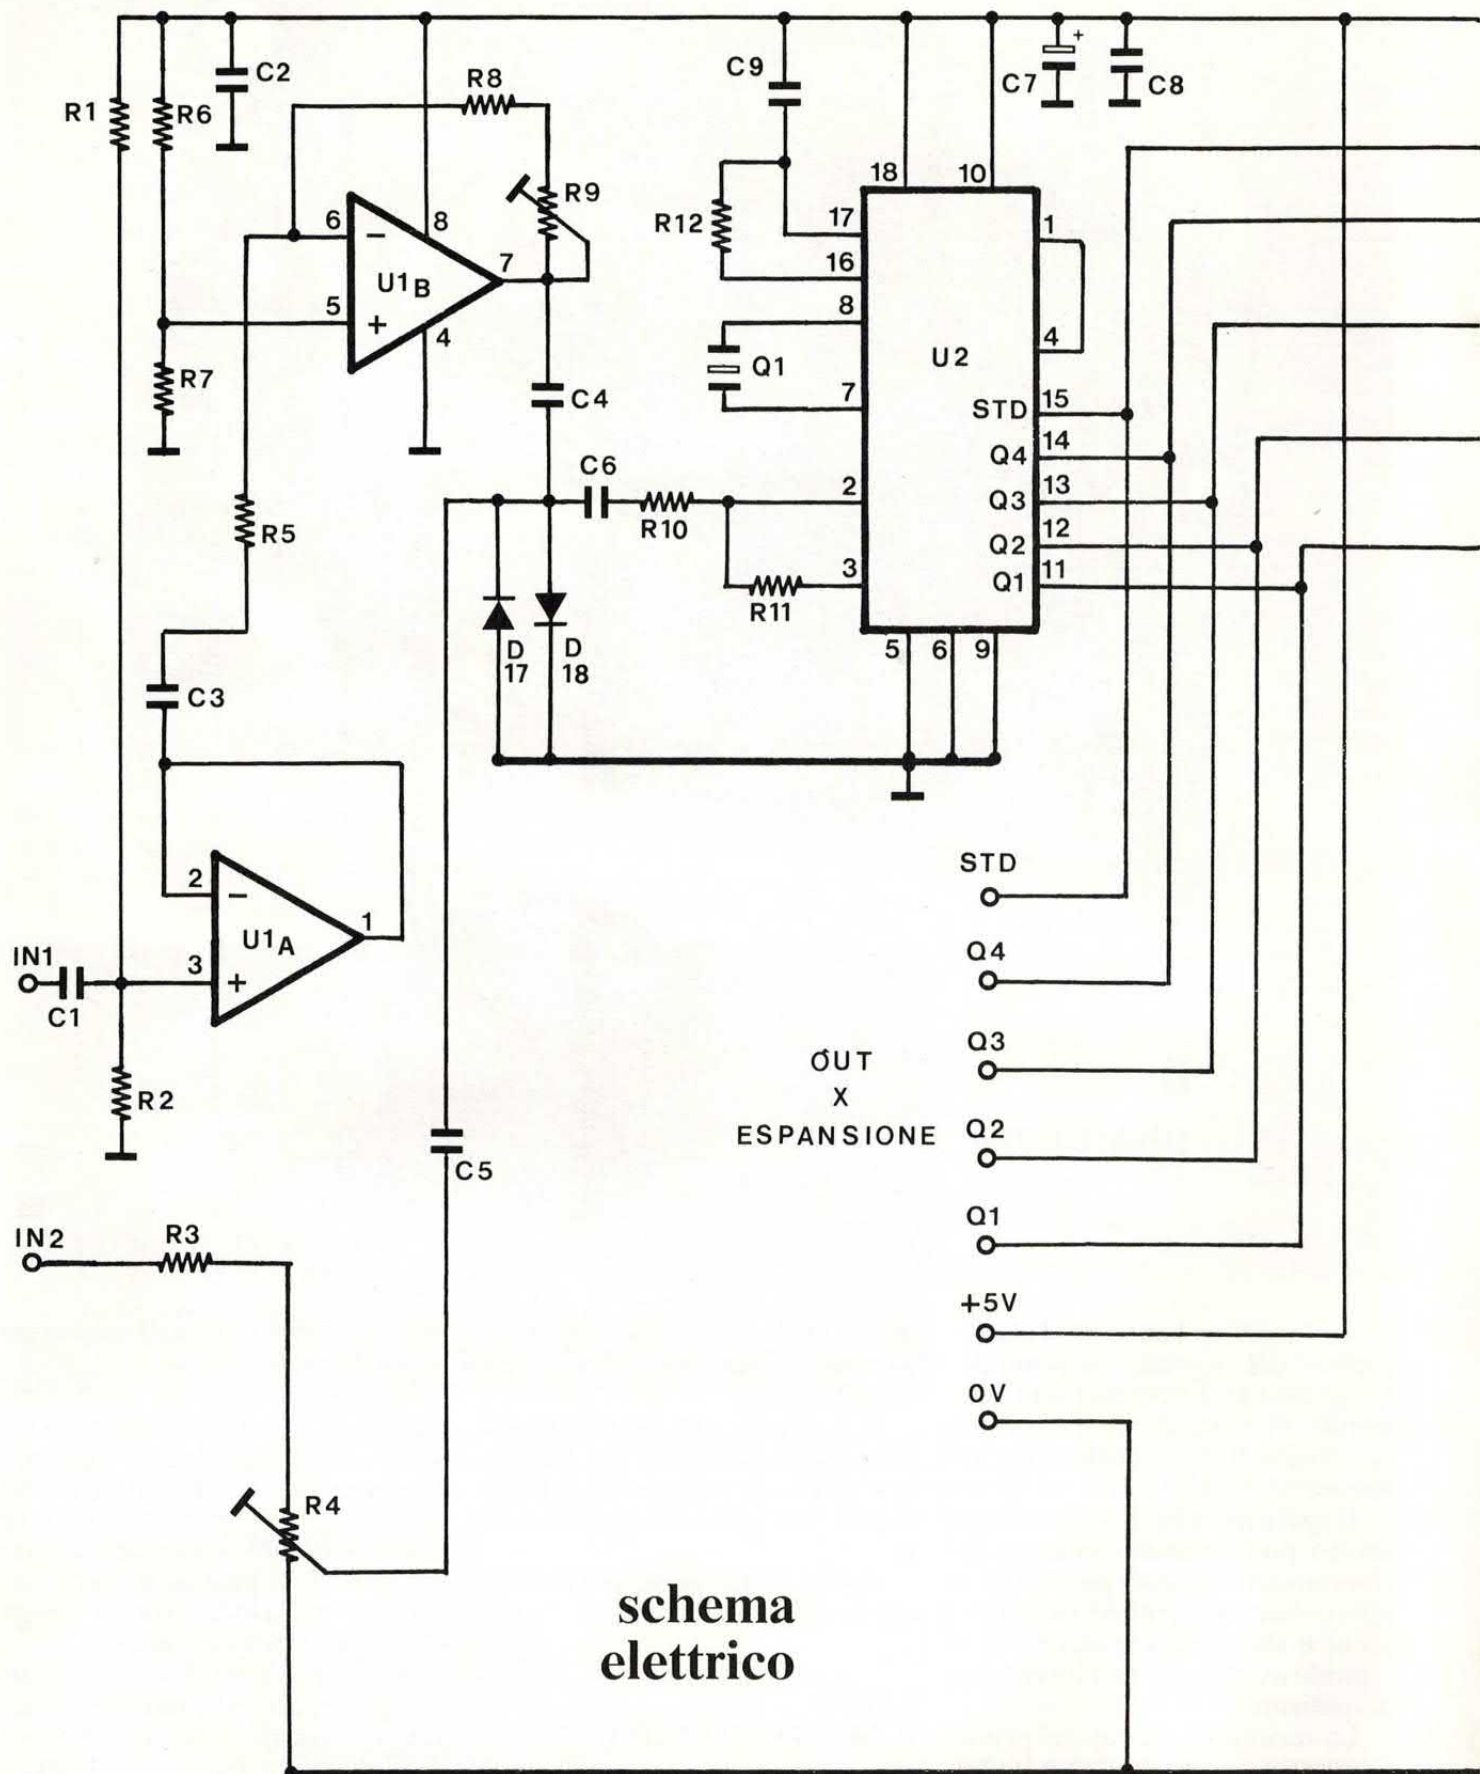 C2
R8
C9
+
C7
C8
R1
R6
R9
18
10
R12
17
1
6
8
7
16
U1B
5
+
4
8
4
R7
Q1
U2
C4
7
STD
15
Q4
14
C6
2
Q3
13
R5
R10
Q2
12
3
Q1
11
R11
D
17
D
18
5
6
9
C3
STD
2
U1A
1
Q4
IN1
3
+
C1
Q3
OUT
X
ESPANSIONE
R2
Q2
C5
Q1
IN2
R3
+5V
0V
R4
schema
elettrico